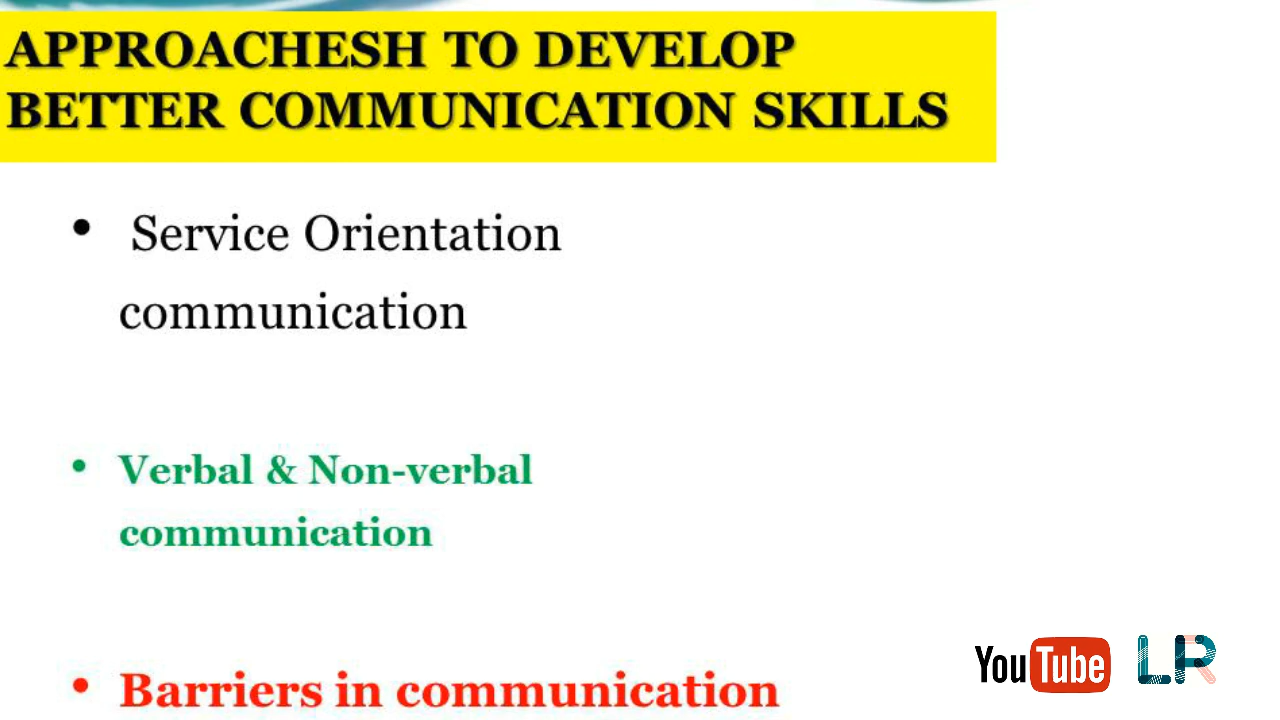 APPROACHESH TO DEVELOP
BETTER COMMUNICATION SKILLS
• Service Orientation
communication
• Verbal & Non-verbal
communication
• Barriers in communication
YouTube LR